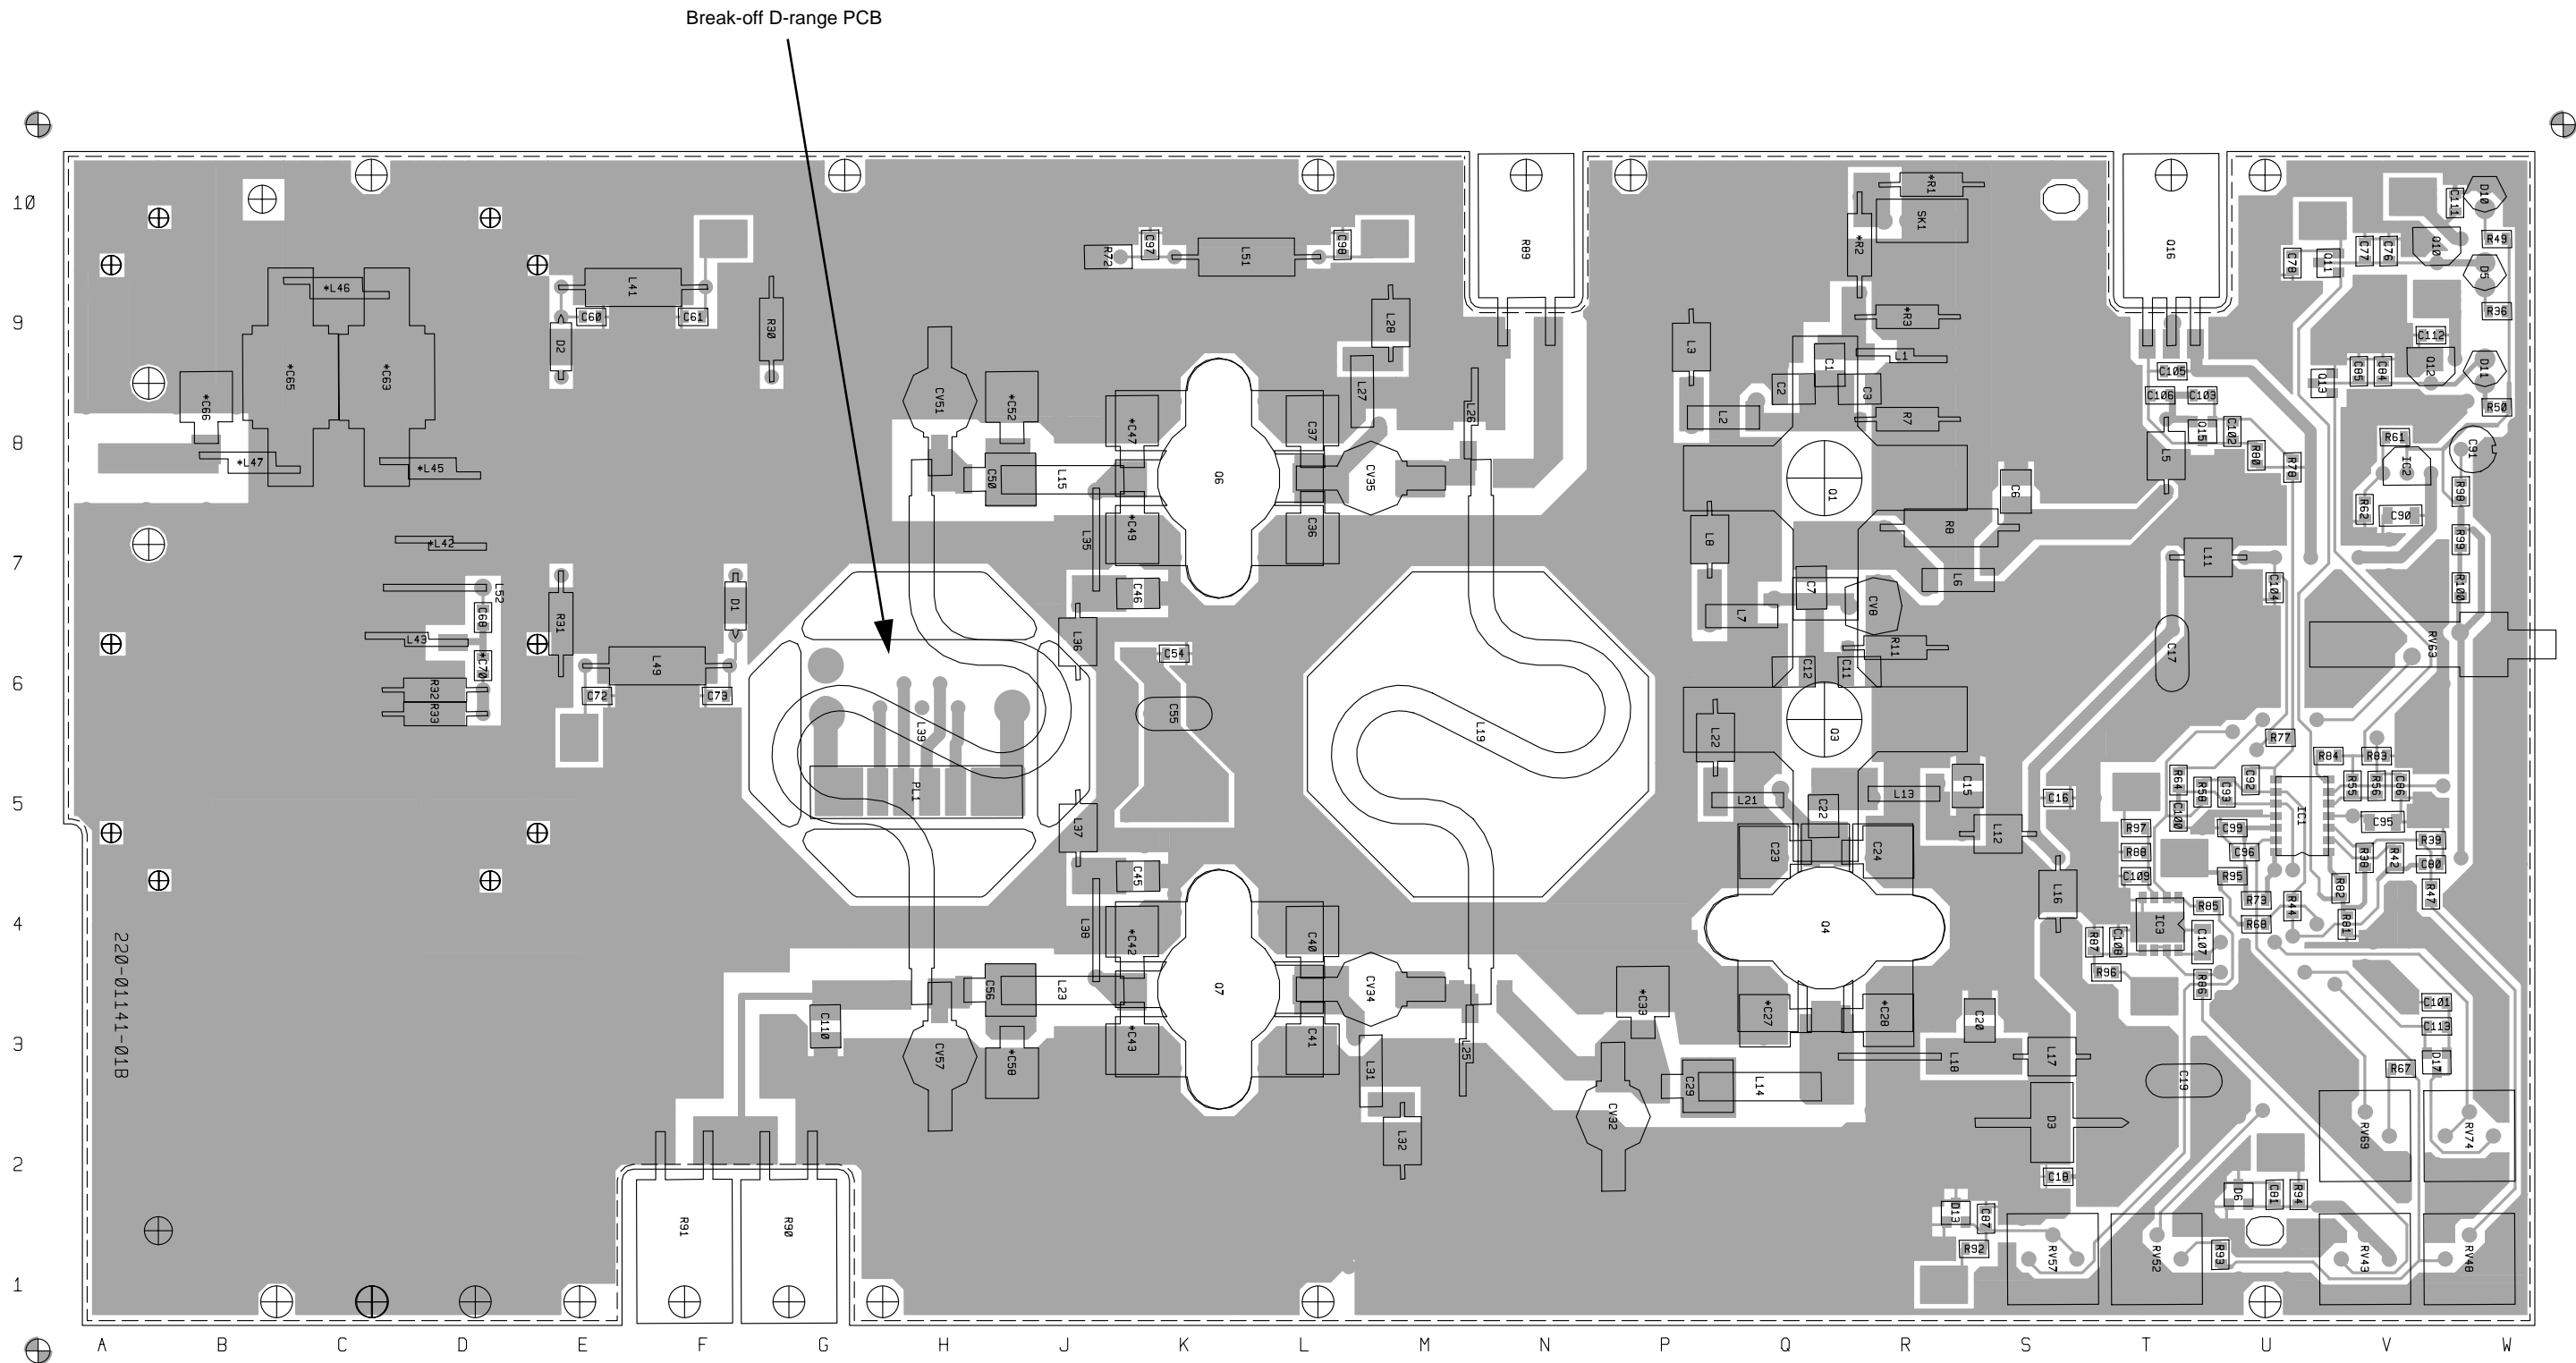 Break-off D-range PCB
10
9
8
7
6
5
4
3
2
1
A B C D E F G H J K L M N P Q R S T U V W
220-01141-01B
*R1
SK1
*R2
R89
Q16
C111
D10
R49
Q10
C76
C77
Q11
C78
D5
R36
C97
R72
L51
C98
*L46
L41
C60
C61
R30
D2
L28
L3
*R3
L1
C1
C2
C3
C105
C106
C103
C112
Q12
D11
C84
C85
Q13
R50
*C65
*C63
*C66
CV51
*C52
*C47
C37
L27
L26
L2
R7
Q15
C102
R80
R78
R61
C91
IC2
*L47
*L45
C50
L15
Q6
CV35
Q1
C6
L5
R98
R62
C90
*C49
C36
L35
L8
R8
R99
*L42
L11
L52
C68
D1
R31
C46
C7
CV8
L6
C104
R100
L7
L43
L36
*C70
L49
C54
R11
C12
C11
C17
RV63
R32
R33
C72
C73
C55
L39
L19
L22
Q3
R77
R84
R83
PL1
L37
L21
L13
C15
C16
C22
R64
R58
C93
C92
R55
R56
C86
IC1
C100
C95
C99
C96
R97
R88
C109
R95
L12
C23
C24
R38
R42
R39
C80
R82
R47
C45
L38
*C42
C40
L16
Q4
R85
R73
R44
R68
R81
IC3
R87
C108
C107
R96
R86
C56
L23
Q7
CV34
*C33
*C27
*C28
C20
C101
C113
C110
CV57
*C58
*C43
C41
L25
L31
C29
L14
L18
L17
C19
R67
D17
CV32
L32
D3
RV69
RV74
C18
D6
C81
R94
D13
C87
R92
R91
R90
RV57
RV52
R93
RV43
RV48